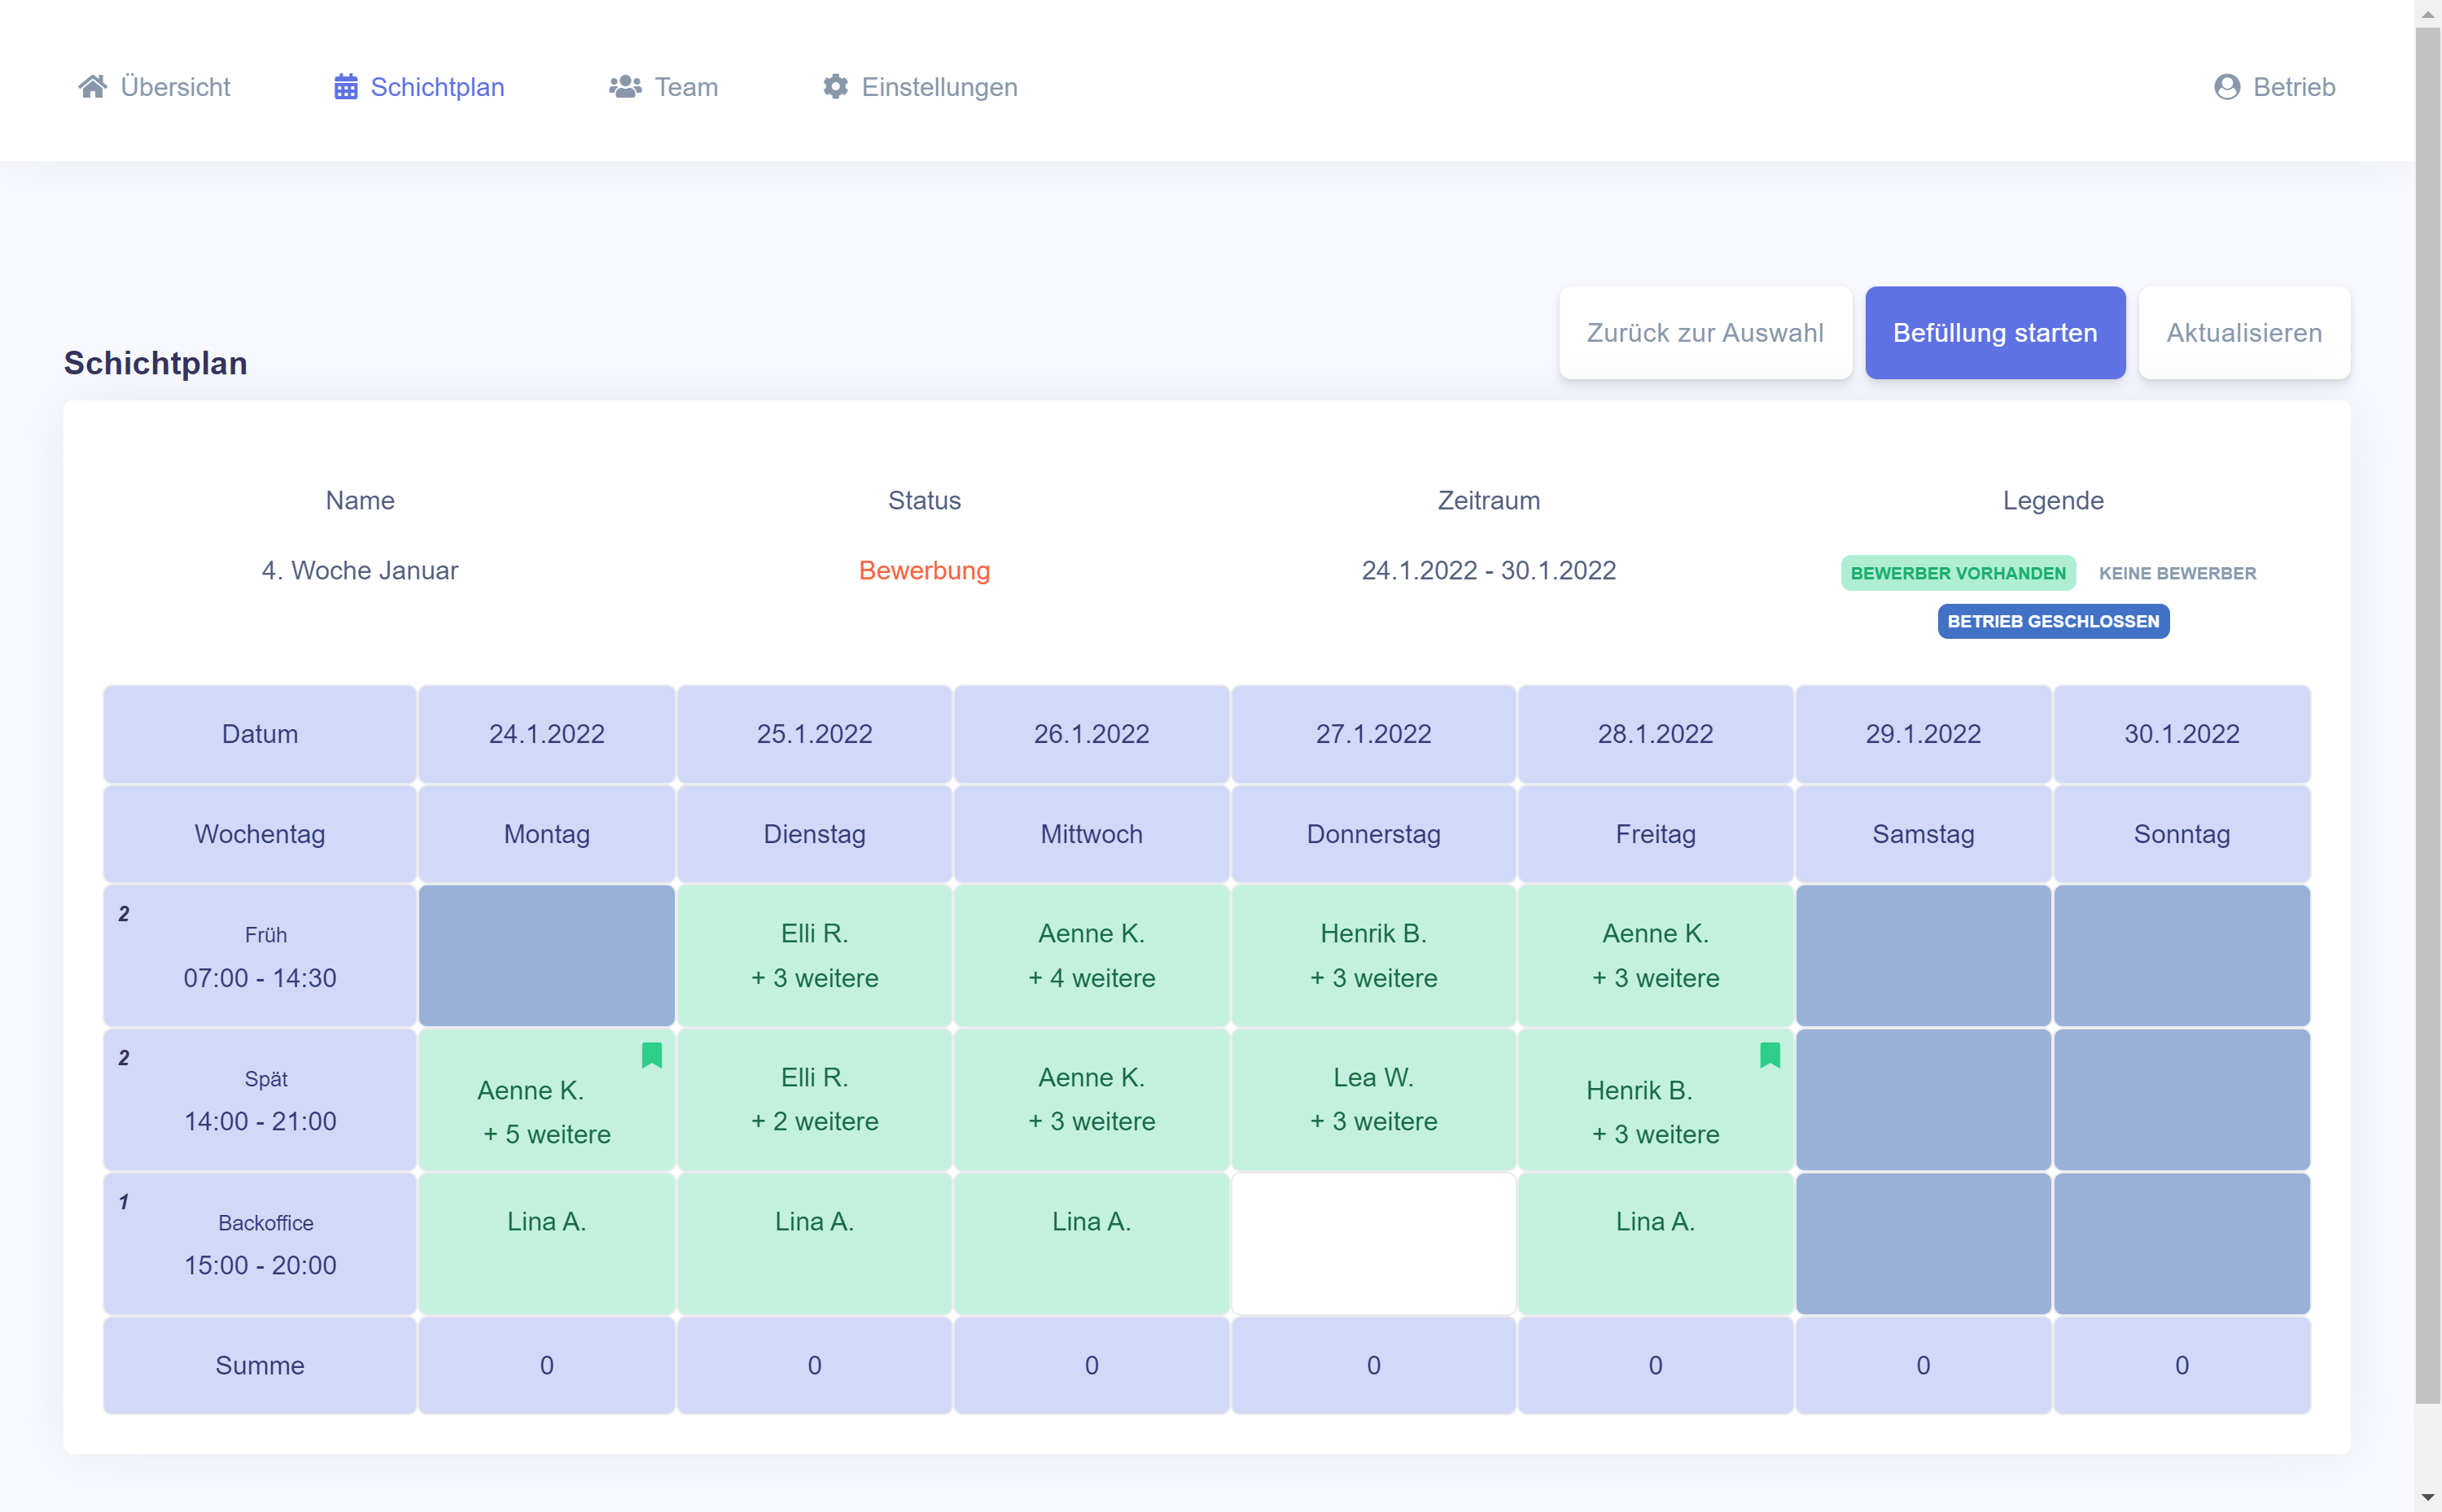 Übersicht Schichtplan Team Einstellungen Betrieb
Zurück zur Auswahl Befüllung starten Aktualisieren
Schichtplan
Name Status Zeitraum Legende
4. Woche Januar Bewerbung 24.1.2022 - 30.1.2022 BEWERBER VORHANDEN KEINE BEWERBER
BETRIEB GESCHLOSSEN
Datum 24.1.2022 25.1.2022 26.1.2022 27.1.2022 28.1.2022 29.1.2022 30.1.2022
Wochentag Montag Dienstag Mittwoch Donnerstag Freitag Samstag Sonntag
2
Früh Elli R. Aenne K. Henrik B. Aenne K.
07:00 - 14:30 + 3 weitere + 4 weitere + 3 weitere + 3 weitere
2
Spät Aenne K. Elli R. Aenne K. Lea W. Henrik B.
14:00 - 21:00 + 5 weitere + 2 weitere + 3 weitere + 3 weitere + 3 weitere
1
Backoffice Lina A. Lina A. Lina A. Lina A.
15:00 - 20:00
Summe 0 0 0 0 0 0 0